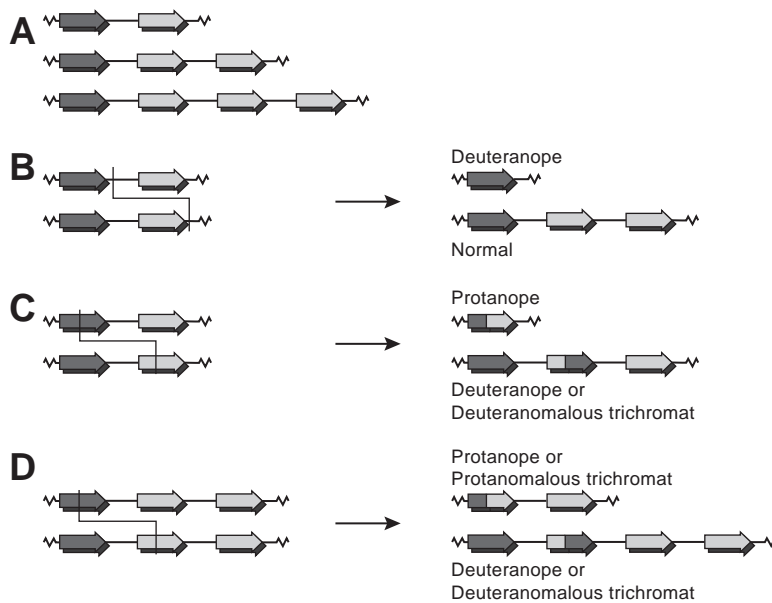 A
B
Deuteranope
Normal
C
Protanope
Deuteranope or
Deuteranomalous trichromat
D
Protanope or
Protanomalous trichromat
Deuteranope or
Deuteranomalous trichromat